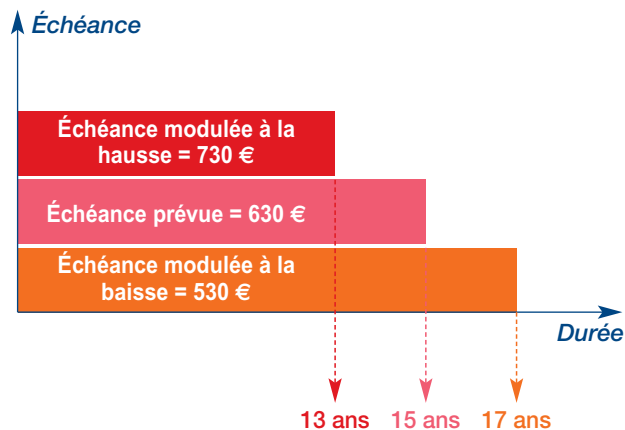 Échéance
Échéance modulée à la
hausse = 730 €
Échéance prévue = 630 €
Échéance modulée à la
baisse = 530 €
Durée
13 ans 15 ans 17 ans